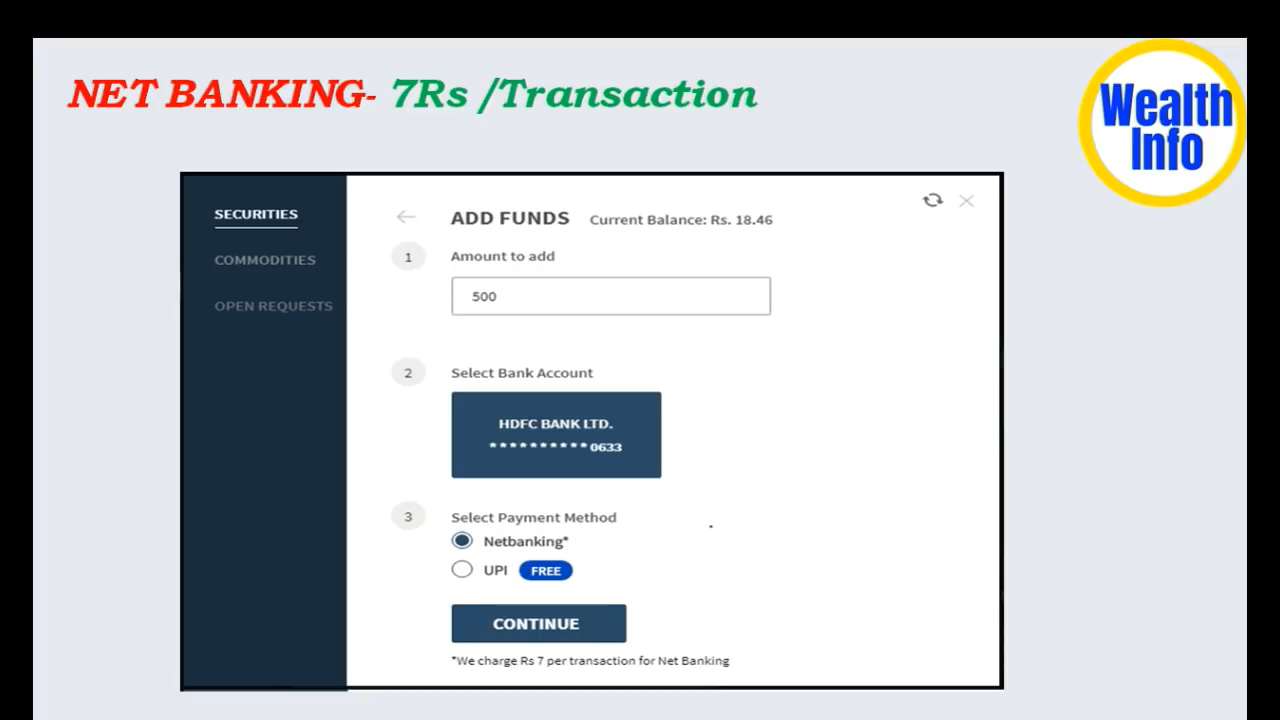 NET BANKING- 7Rs /Transaction
Wealth
Info
SECURITIES
COMMODITIES
OPEN REQUESTS
ADD FUNDS Current Balance: Rs. 18.46
1 Amount to add
500
2 Select Bank Account
HDFC BANK LTD.
**********0633
3 Select Payment Method
Netbanking*
UPI FREE
CONTINUE
*We charge Rs 7 per transaction for Net Banking